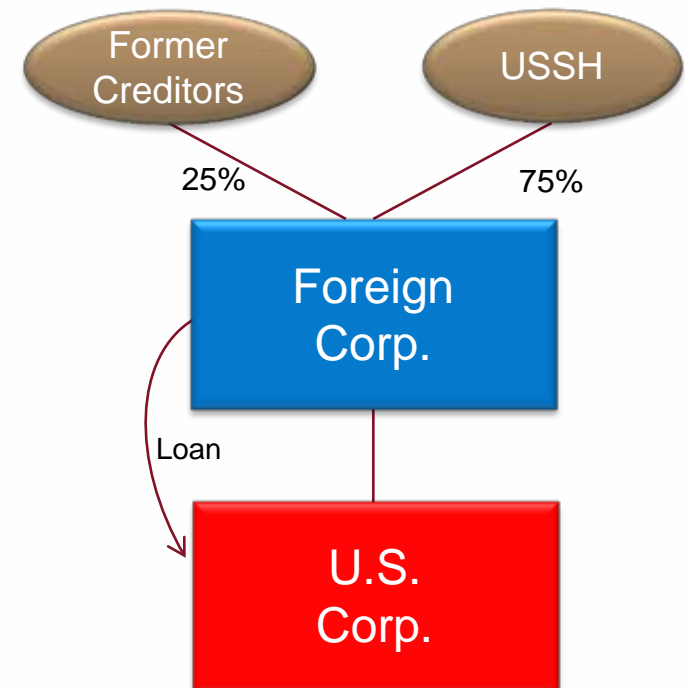 Former
Creditors
USSH
25%
75%
Foreign
Corp.
Loan
U.S.
Corp.